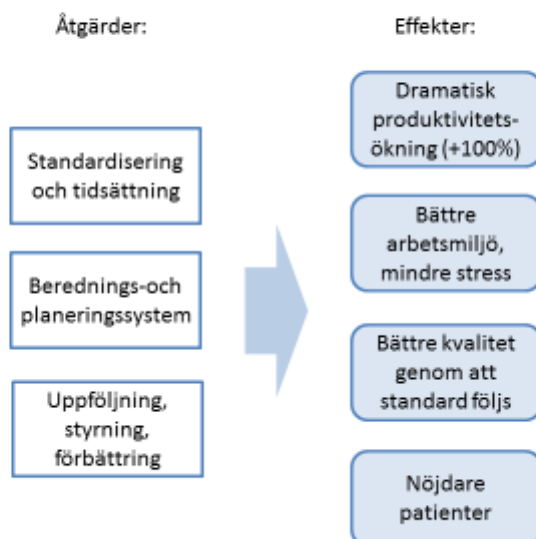 Åtgärder:
Standardisering
och tidsättning
Berednings-och
planeringssystem
Uppföljning,
styrning,
förbättring
Effekter:
Dramatisk
produktivitets-
ökning (+100%)
Bättre
arbetsmiljö,
mindre stress
Bättre kvalitet
genom att
standard följs
Nöjdare
patienter